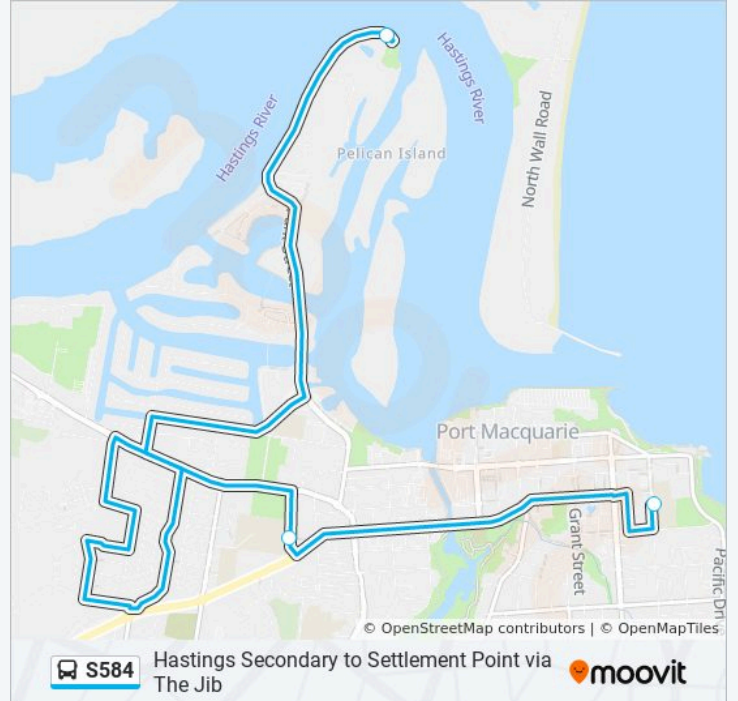 Hastings River
Hastings River
North Wall Road
Pelican Island
Port Macquarie
Grant Street
Pacific Dr
© OpenStreetMap contributors | © OpenMapTiles
S584
Hastings Secondary to Settlement Point via
The Jib
moovit